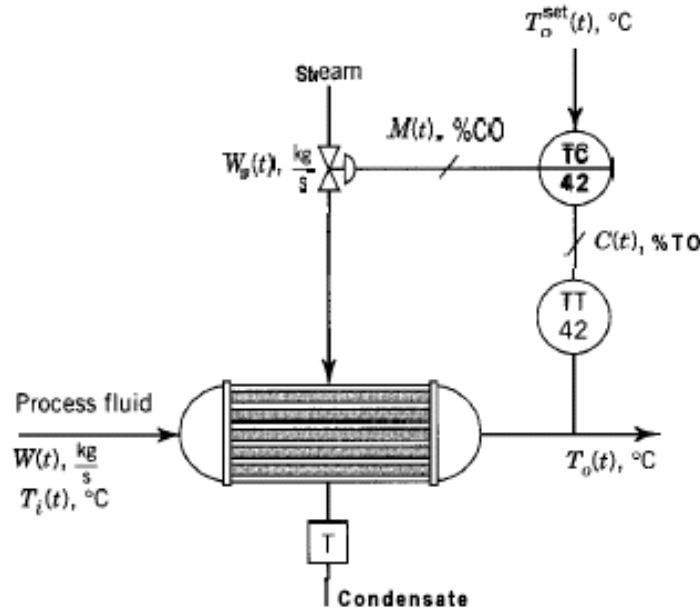 T_o^set(t), °C
Steam
M(t), %CO
W_s(t), kg/s
TC
42
C(t), %TO
TT
42
Process fluid
W(t), kg/s
T_i(t), °C
T_o(t), °C
T
Condensate